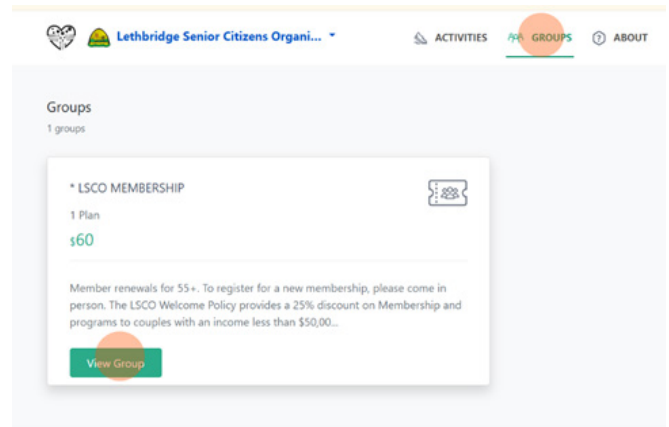 Lethbridge Senior Citizens Organi...
ACTIVITIES
GROUPS
ABOUT
Groups
1 groups
* LSCO MEMBERSHIP
1 Plan
$60
Member renewals for 55+. To register for a new membership, please come in
person. The LSCO Welcome Policy provides a 25% discount on Membership and
programs to couples with an income less than $50,00...
View Group